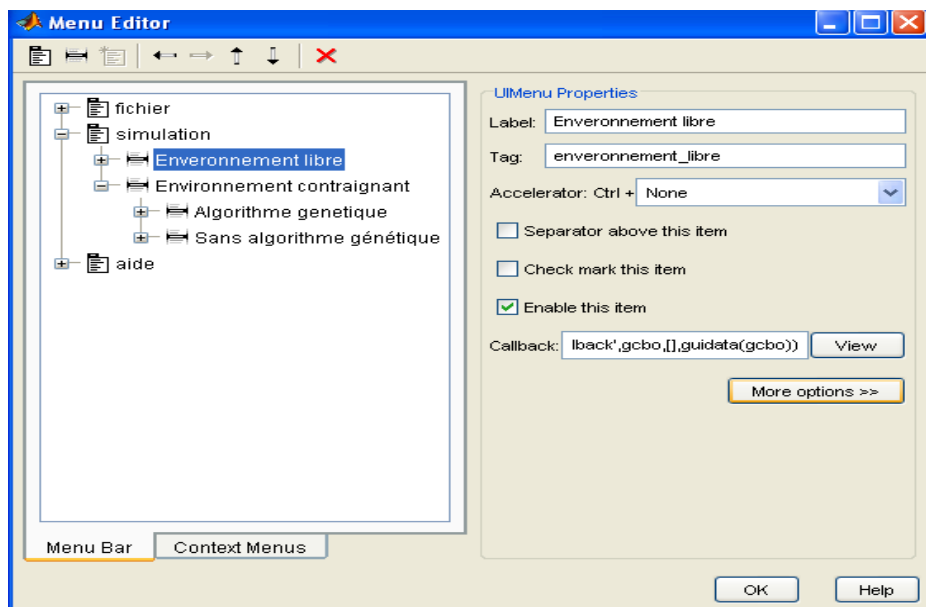 Menu Editor
fichier
simulation
Enveronnement libre
Environnement contraignant
Algorithme genetique
Sans algorithme génétique
aide
Menu Bar
Context Menus
UIMenu Properties
Label: Enveronnement libre
Tag: enveronnement_libre
Accelerator: Ctrl + None
Separator above this item
Check mark this item
Enable this item
Callback: lback',gcbo,[],guidata(gcbo)) View
More options >>
OK Help